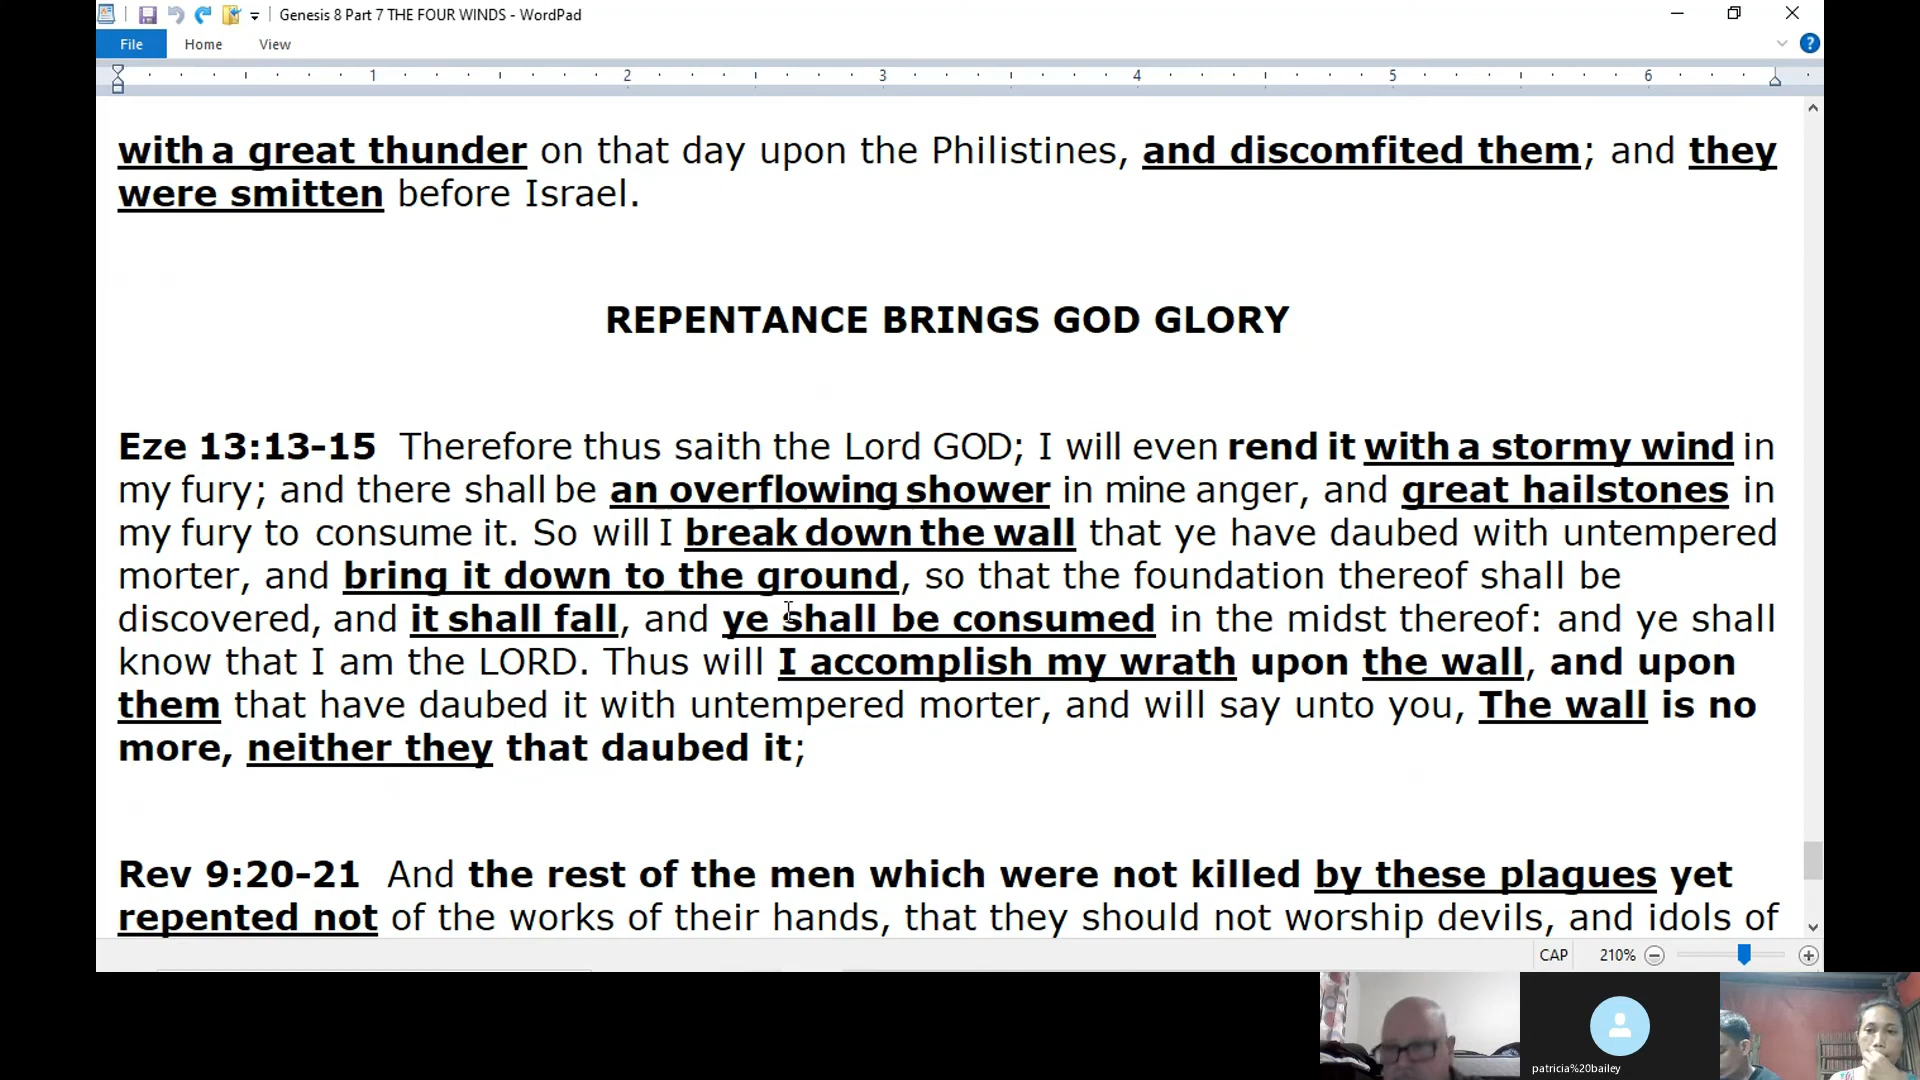 Genesis 8 Part 7 THE FOUR WINDS - WordPad
File Home View
1 2 3 4 5 6
with a great thunder on that day upon the Philistines, and discomfited them; and they
were smitten before Israel.
REPENTANCE BRINGS GOD GLORY
Eze 13:13-15 Therefore thus saith the Lord GOD; I will even rend it with a stormy wind in
my fury; and there shall be an overflowing shower in mine anger, and great hailstones in
my fury to consume it. So will I break down the wall that ye have daubed with untempered
morter, and bring it down to the ground, so that the foundation thereof shall be
discovered, and it shall fall, and ye shall be consumed in the midst thereof: and ye shall
know that I am the LORD. Thus will I accomplish my wrath upon the wall, and upon
them that have daubed it with untempered morter, and will say unto you, The wall is no
more, neither they that daubed it;
Rev 9:20-21 And the rest of the men which were not killed by these plagues yet
repented not of the works of their hands, that they should not worship devils, and idols of
CAP 210%
patricia%20bailey